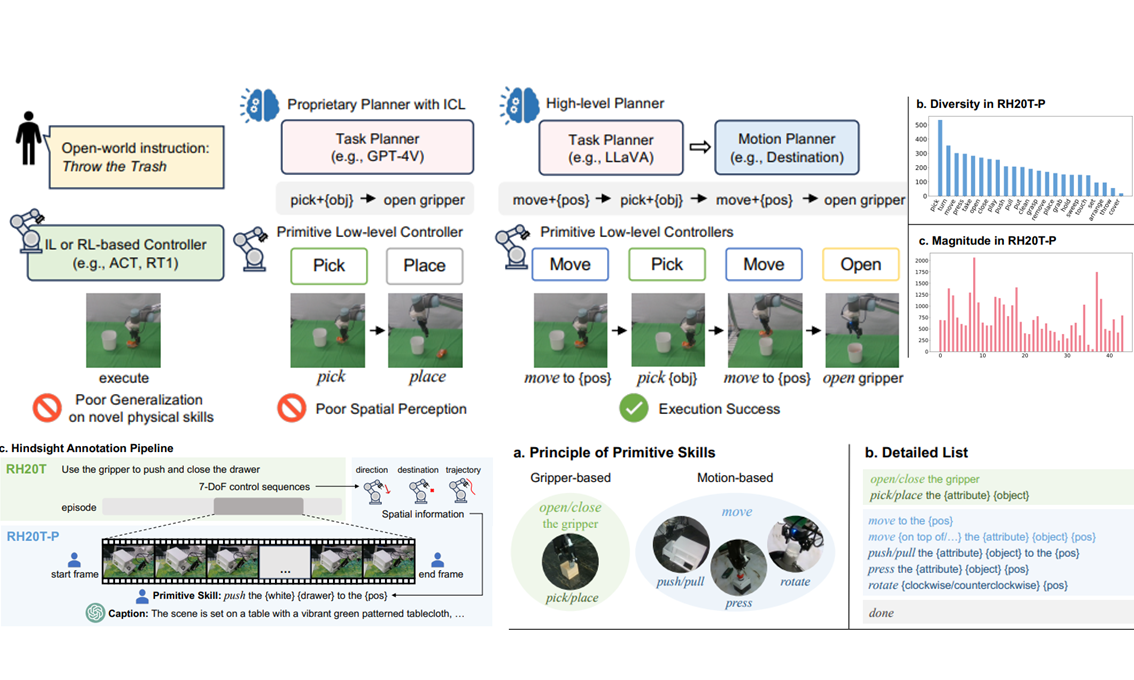 Open-world instruction:
Throw the Trash
IL or RL-based Controller
(e.g., ACT, RT1)
execute
Poor Generalization
on novel physical skills
Proprietary Planner with ICL
Task Planner
(e.g., GPT-4V)
pick+{obj} open gripper
Primitive Low-level Controller
Pick Place
pick place
Poor Spatial Perception
High-level Planner
Task Planner
(e.g., LLaVA)
Motion Planner
(e.g., Destination)
move+{pos} pick+{obj} move+{pos} open gripper
Primitive Low-level Controllers
Move Pick Move Open
move to {pos} pick {obj} move to {pos} open gripper
Execution Success
b. Diversity in RH20T-P
500
400
300
200
100
0
pick turn move press take open close play push pull put clean grasp remove place grab hold sweep touch set arrange throw cover
c. Magnitude in RH20T-P
2000
1750
1500
1250
1000
750
500
250
0
0 10 20 30 40
c. Hindsight Annotation Pipeline
RH20T Use the gripper to push and close the drawer
7-DoF control sequences
episode
direction destination trajectory
Spatial information
RH20T-P
start frame
...
end frame
Primitive Skill: push the {white} {drawer} to the {pos}
Caption: The scene is set on a table with a vibrant green patterned tablecloth, …
a. Principle of Primitive Skills
Gripper-based Motion-based
open/close
the gripper
pick/place
move
push/pull
press
rotate
b. Detailed List
open/close the gripper
pick/place the {attribute} {object}
move to the {pos}
move {on top of/…} the {attribute} {object} {pos}
push/pull the {attribute} {object} to the {pos}
press the {attribute} {object} {pos}
rotate {clockwise/counterclockwise} {pos}
done